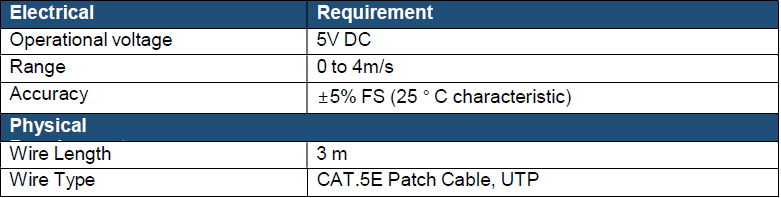 Electrical Requirement
Operational voltage 5V DC
Range 0 to 4m/s
Accuracy ±5% FS (25 ° C characteristic)
Physical
Wire Length 3 m
Wire Type CAT.5E Patch Cable, UTP